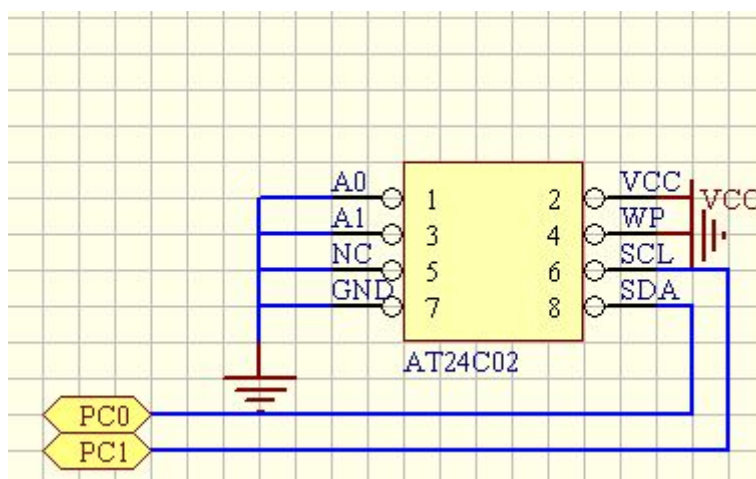 A0 1 2 VCC VCC
A1 3 4 WP
NC 5 6 SCL
GND 7 8 SDA
AT24C02
PC0
PC1